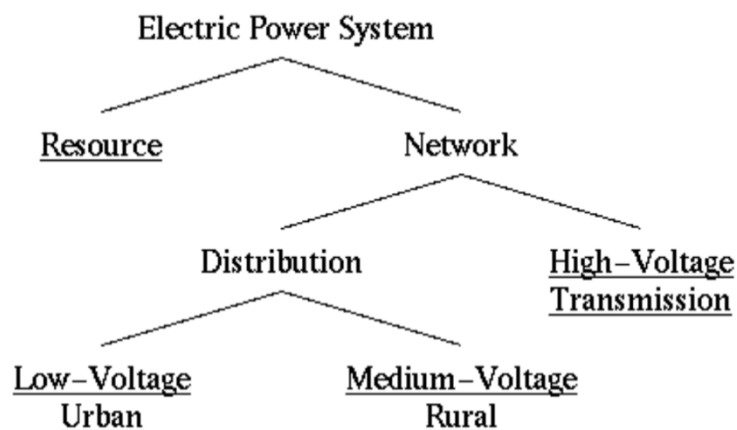 Electric Power System
Resource
Network
Distribution
High–Voltage
Transmission
Low–Voltage
Urban
Medium–Voltage
Rural